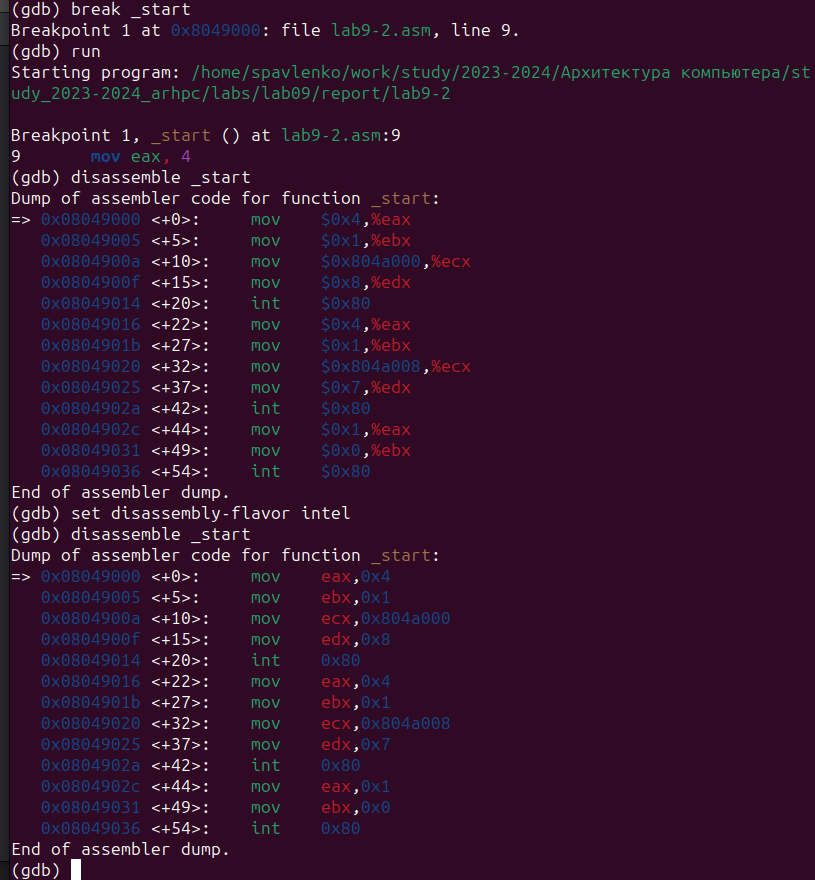 (gdb) break _start
Breakpoint 1 at 0x8049000: file lab9-2.asm, line 9.
(gdb) run
Starting program: /home/spavlenko/work/study/2023-2024/Архитектура компьютера/st
udy_2023-2024_arhpc/labs/lab09/report/lab9-2

Breakpoint 1, _start () at lab9-2.asm:9
9       mov eax, 4
(gdb) disassemble _start
Dump of assembler code for function _start:
=> 0x08049000 <+0>:     mov    $0x4,%eax
   0x08049005 <+5>:     mov    $0x1,%ebx
   0x0804900a <+10>:    mov    $0x804a000,%ecx
   0x0804900f <+15>:    mov    $0x8,%edx
   0x08049014 <+20>:    int    $0x80
   0x08049016 <+22>:    mov    $0x4,%eax
   0x0804901b <+27>:    mov    $0x1,%ebx
   0x08049020 <+32>:    mov    $0x804a008,%ecx
   0x08049025 <+37>:    mov    $0x7,%edx
   0x0804902a <+42>:    int    $0x80
   0x0804902c <+44>:    mov    $0x1,%eax
   0x08049031 <+49>:    mov    $0x0,%ebx
   0x08049036 <+54>:    int    $0x80
End of assembler dump.
(gdb) set disassembly-flavor intel
(gdb) disassemble _start
Dump of assembler code for function _start:
=> 0x08049000 <+0>:     mov    eax,0x4
   0x08049005 <+5>:     mov    ebx,0x1
   0x0804900a <+10>:    mov    ecx,0x804a000
   0x0804900f <+15>:    mov    edx,0x8
   0x08049014 <+20>:    int    0x80
   0x08049016 <+22>:    mov    eax,0x4
   0x0804901b <+27>:    mov    ebx,0x1
   0x08049020 <+32>:    mov    ecx,0x804a008
   0x08049025 <+37>:    mov    edx,0x7
   0x0804902a <+42>:    int    0x80
   0x0804902c <+44>:    mov    eax,0x1
   0x08049031 <+49>:    mov    ebx,0x0
   0x08049036 <+54>:    int    0x80
End of assembler dump.
(gdb)